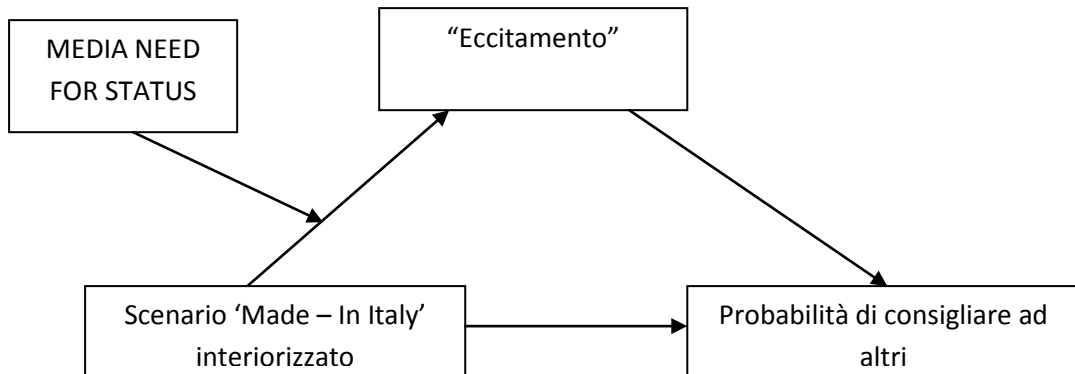 MEDIA NEED
FOR STATUS
“Eccitamento”
Scenario ‘Made – In Italy’
interiorizzato
Probabilità di consigliare ad
altri